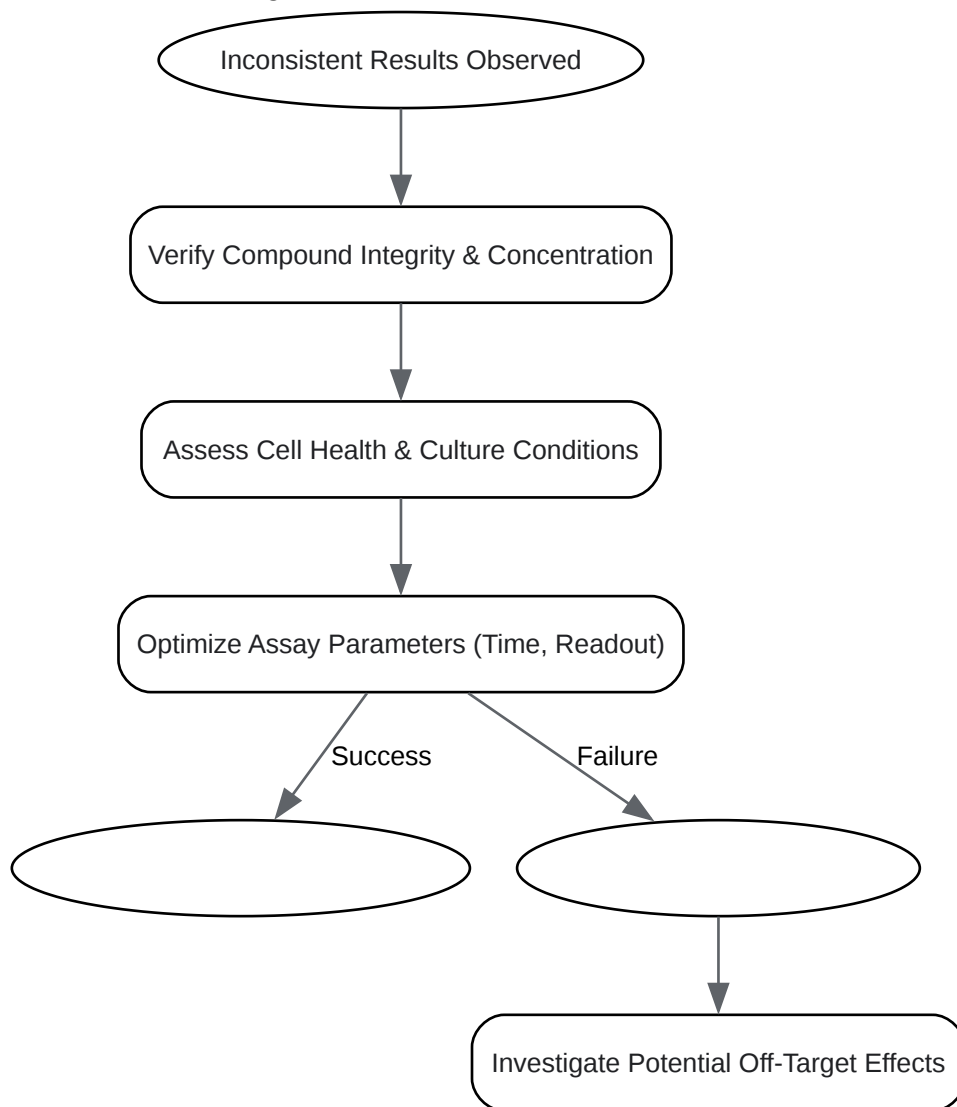 Inconsistent Results Observed
Verify Compound Integrity & Concentration
Assess Cell Health & Culture Conditions
Optimize Assay Parameters (Time, Readout)
Success
Failure
Investigate Potential Off-Target Effects